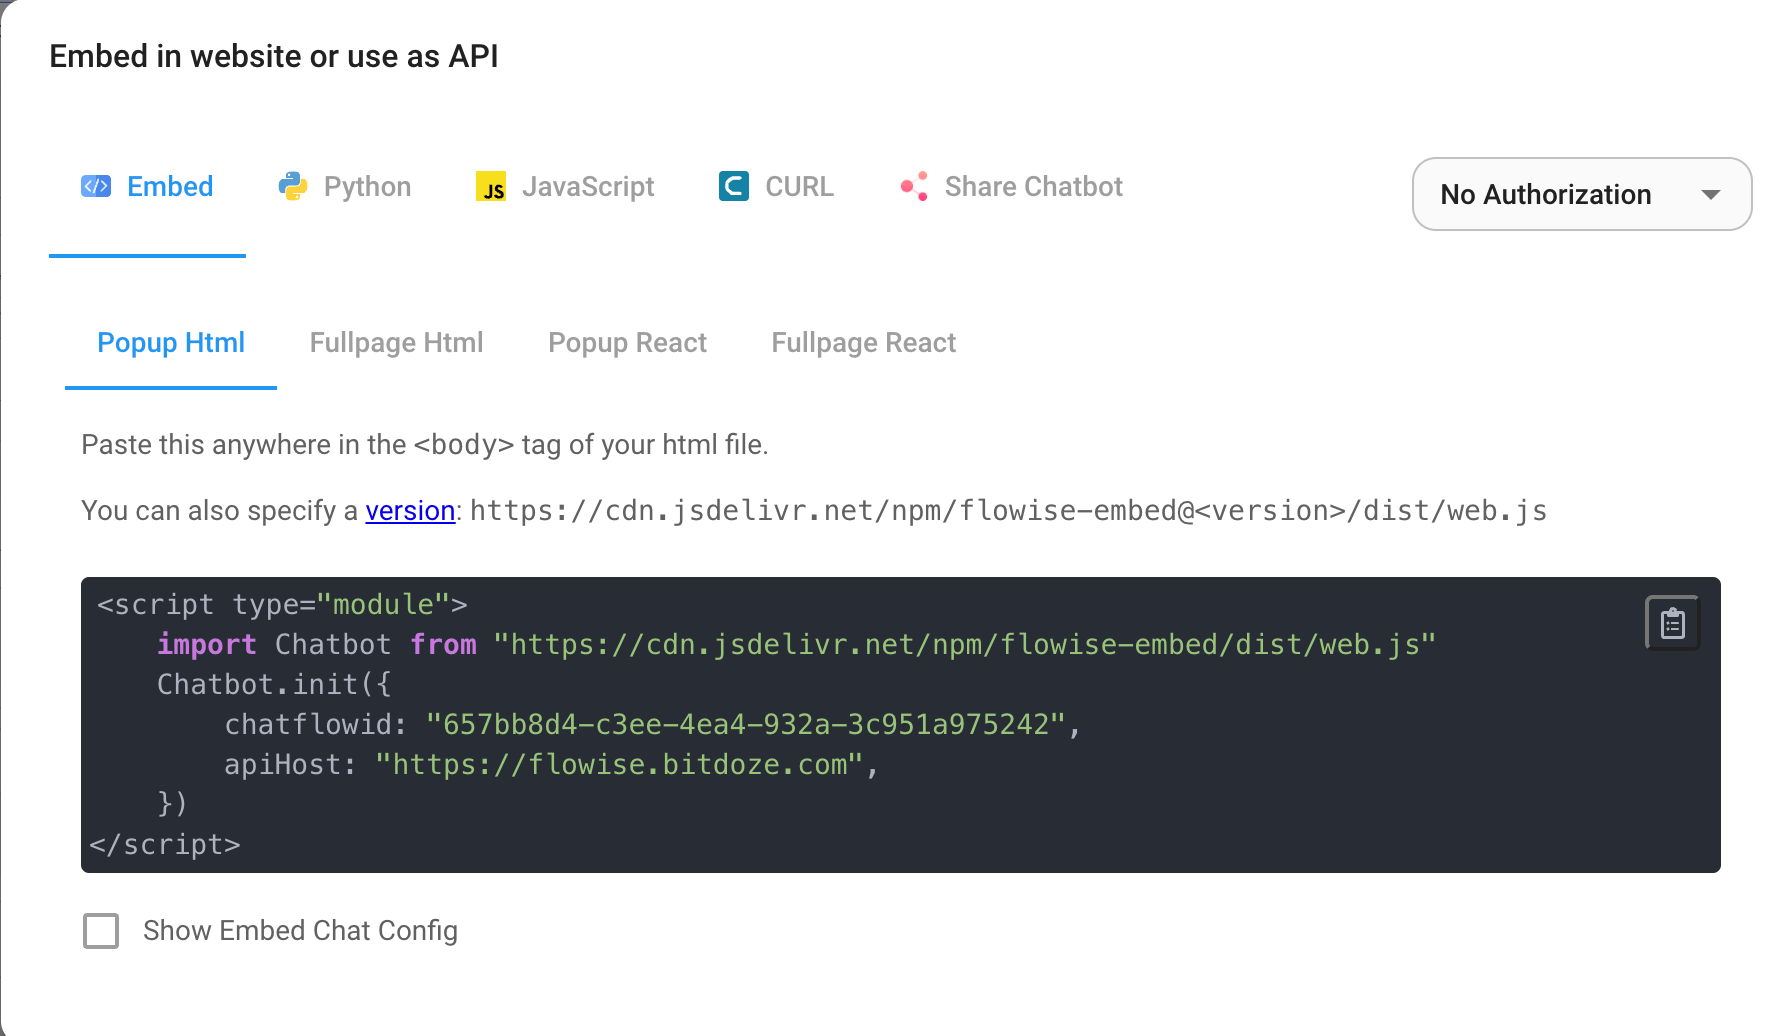 Embed in website or use as API
Embed Python JS JavaScript CURL Share Chatbot No Authorization
Popup Html Fullpage Html Popup React Fullpage React
Paste this anywhere in the <body> tag of your html file.
You can also specify a version: https://cdn.jsdelivr.net/npm/flowise-embed@<version>/dist/web.js
<script type="module">
    import Chatbot from "https://cdn.jsdelivr.net/npm/flowise-embed/dist/web.js"
    Chatbot.init({
        chatflowid: "657bb8d4-c3ee-4ea4-932a-3c951a975242",
        apiHost: "https://flowise.bitdoze.com",
    })
</script>
Show Embed Chat Config